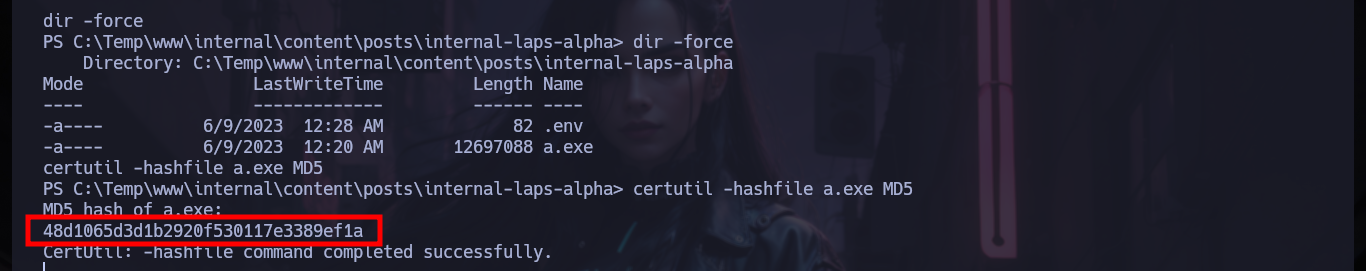 dir -force
PS C:\Temp\www\internal\content\posts\internal-laps-alpha> dir -force
    Directory: C:\Temp\www\internal\content\posts\internal-laps-alpha
Mode                LastWriteTime         Length Name
----                -------------         ------ ----
-a----         6/9/2023  12:28 AM             82 .env
-a----         6/9/2023  12:20 AM       12697088 a.exe
certutil -hashfile a.exe MD5
PS C:\Temp\www\internal\content\posts\internal-laps-alpha> certutil -hashfile a.exe MD5
MD5 hash of a.exe:
48d1065d3d1b2920f530117e3389ef1a
CertUtil: -hashfile command completed successfully.